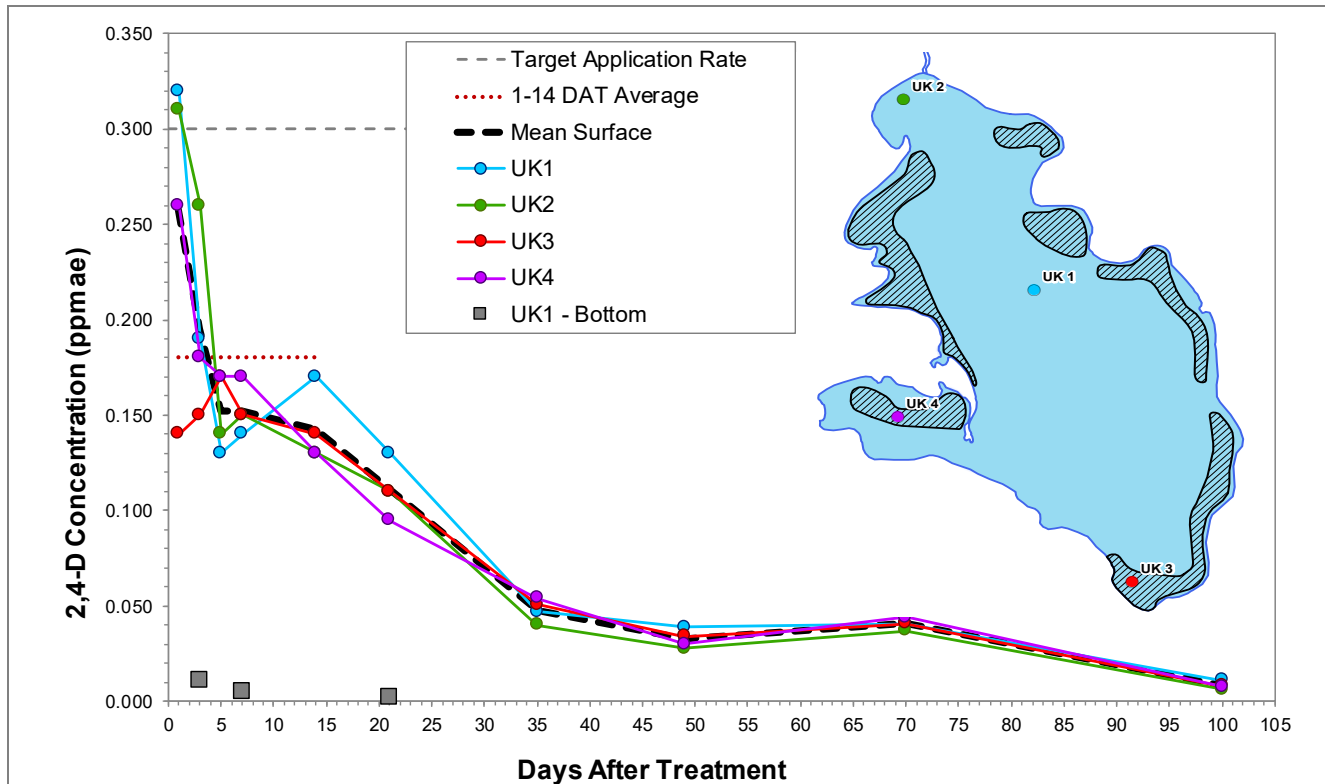 0.350
0.300
0.250
0.200
0.150
0.100
0.050
0.000
2,4-D Concentration (ppmae)
Target Application Rate
1-14 DAT Average
Mean Surface
UK1
UK2
UK3
UK4
UK1 - Bottom
UK 2
UK 1
UK 4
UK 3
0 5 10 15 20 25 30 35 40 45 50 55 60 65 70 75 80 85 90 95 100 105
Days After Treatment